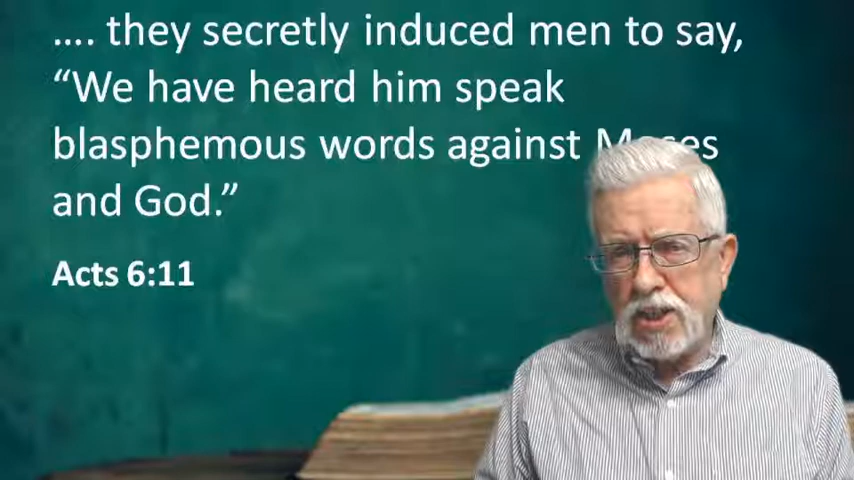 …. they secretly induced men to say,
“We have heard him speak
blasphemous words against Moses
and God.”
Acts 6:11